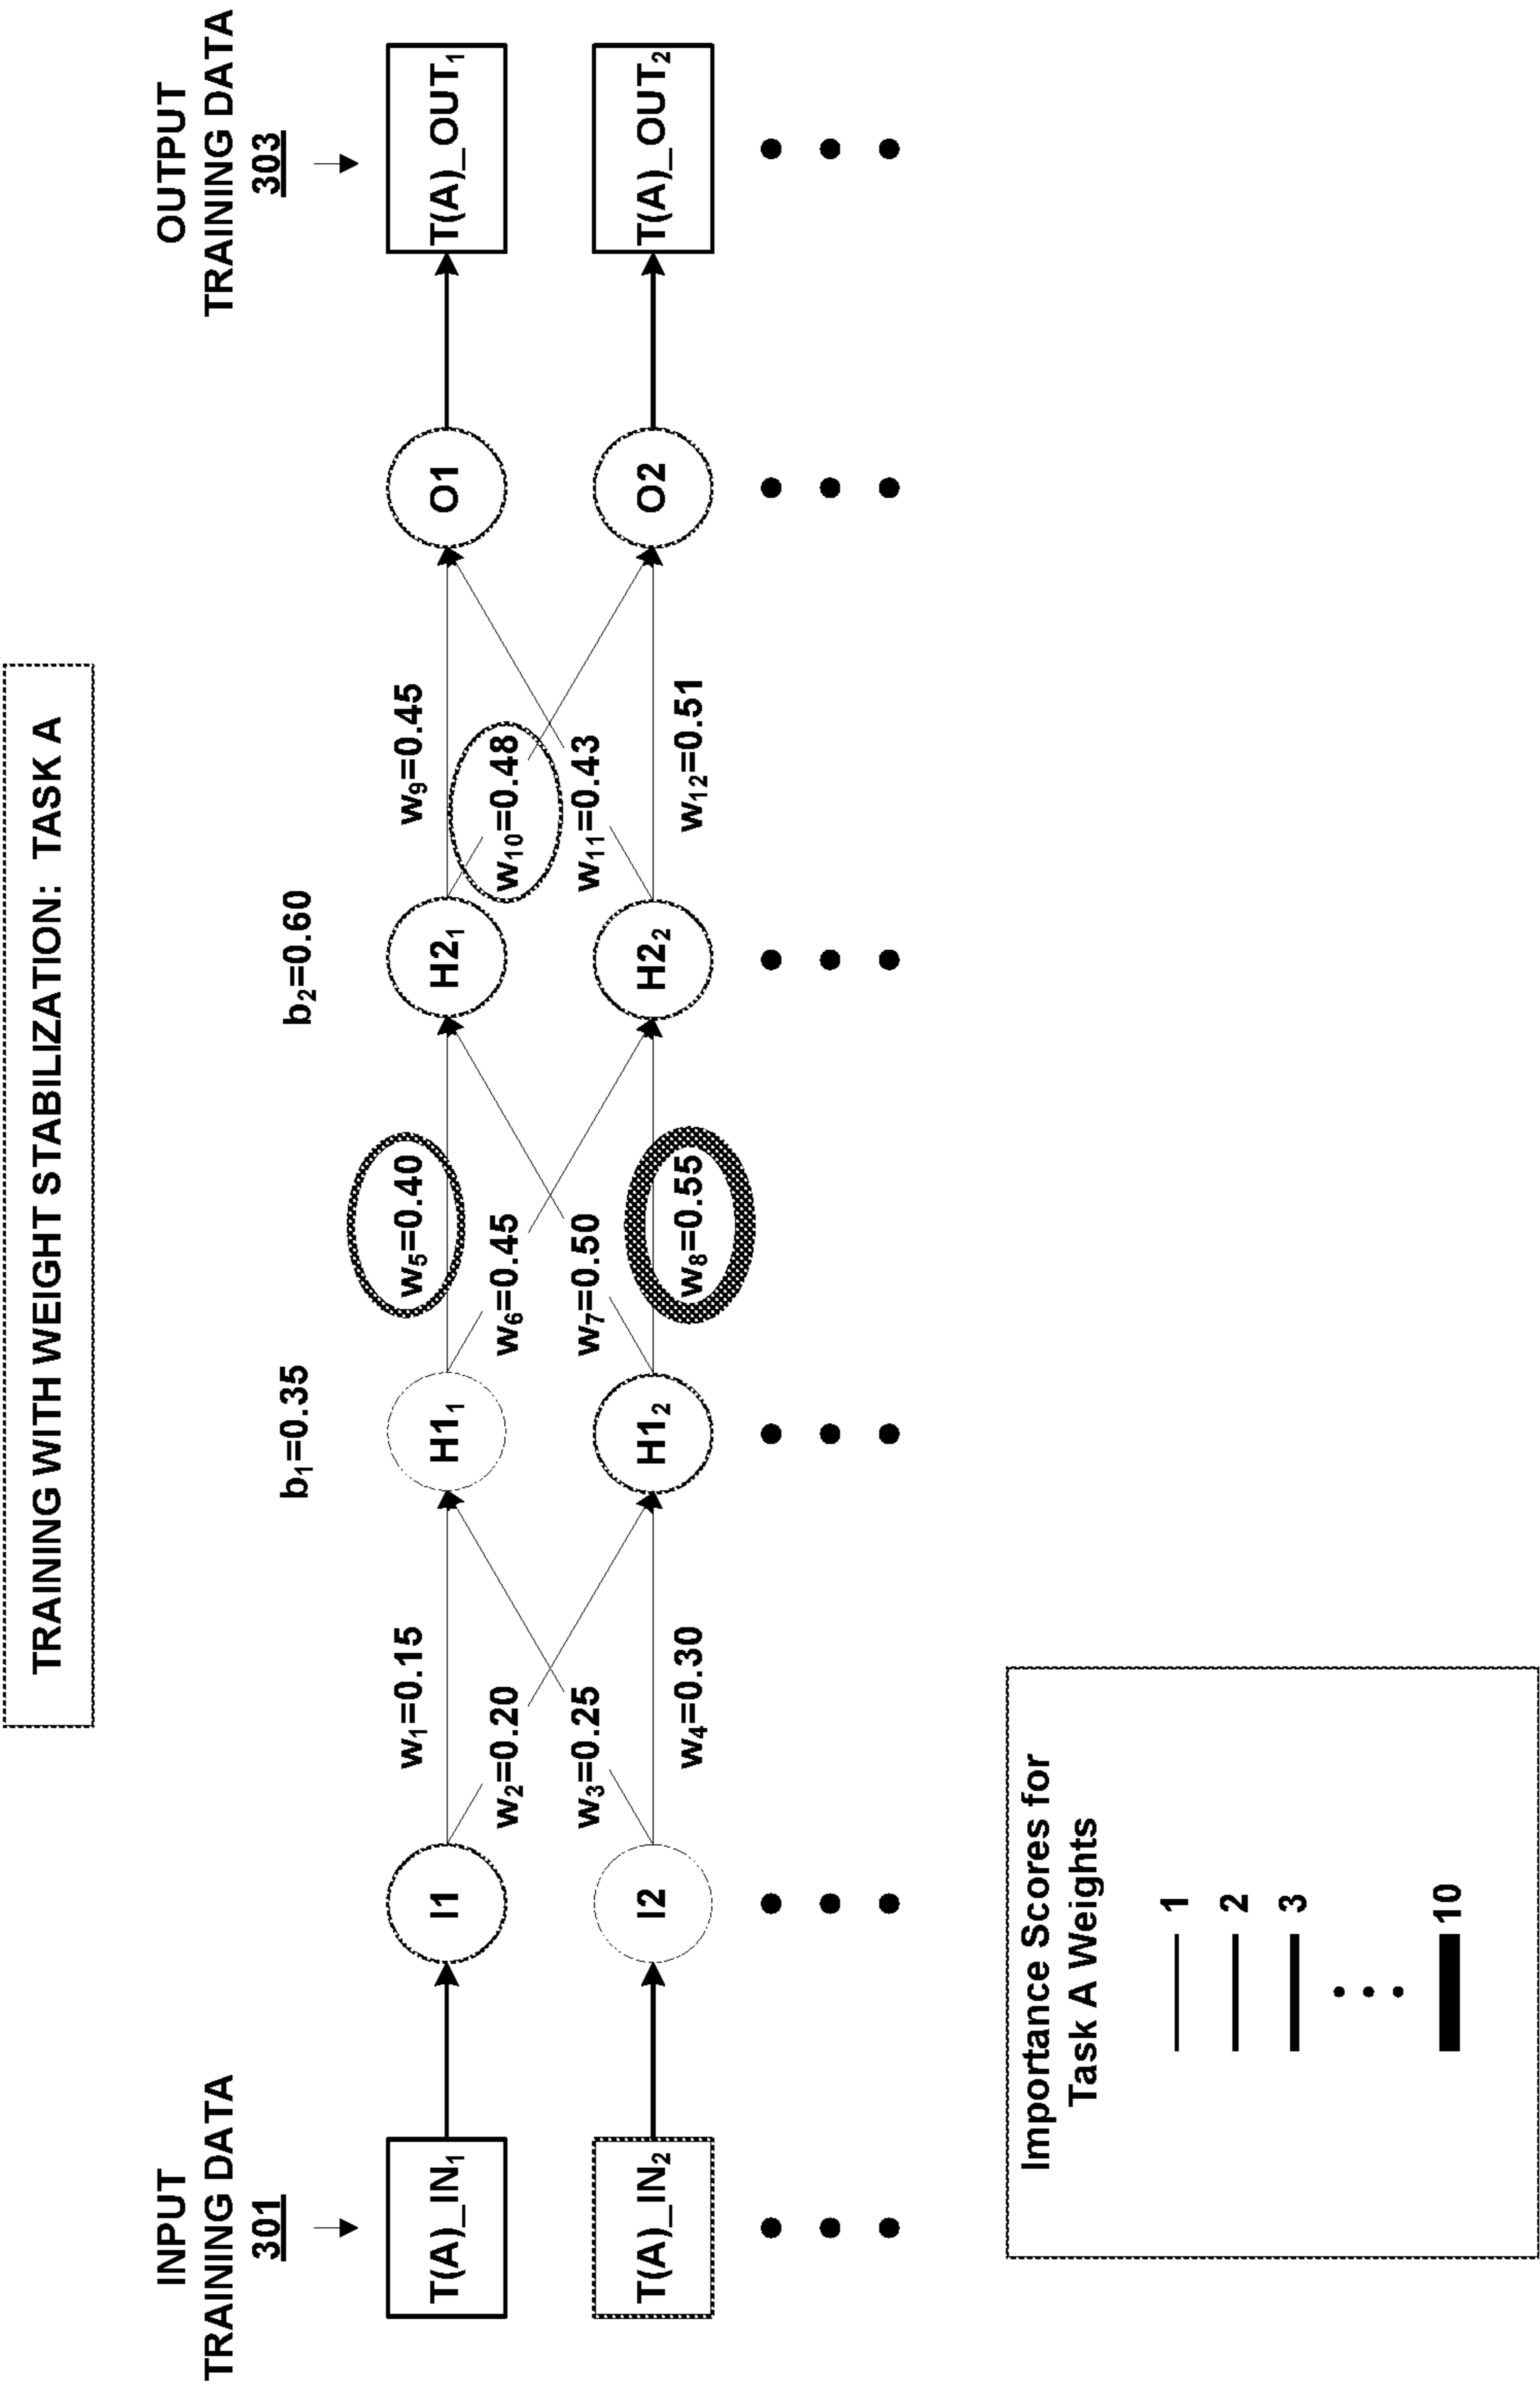 TRAINING WITH WEIGHT STABILIZATION: TASK A
INPUT
TRAINING DATA
301
OUTPUT
TRAINING DATA
303
b₁=0.35
b₂=0.60
T(A)_IN₁
I1
w₁=0.15
H1₁
w₅=0.40
H2₁
w₉=0.45
O1
T(A)_OUT₁
w₂=0.20
w₆=0.45
w₁₀=0.48
w₃=0.25
w₇=0.50
w₁₁=0.43
T(A)_IN₂
I2
w₄=0.30
H1₂
w₈=0.55
H2₂
w₁₂=0.51
O2
T(A)_OUT₂
Importance Scores for
Task A Weights
1
2
3
10